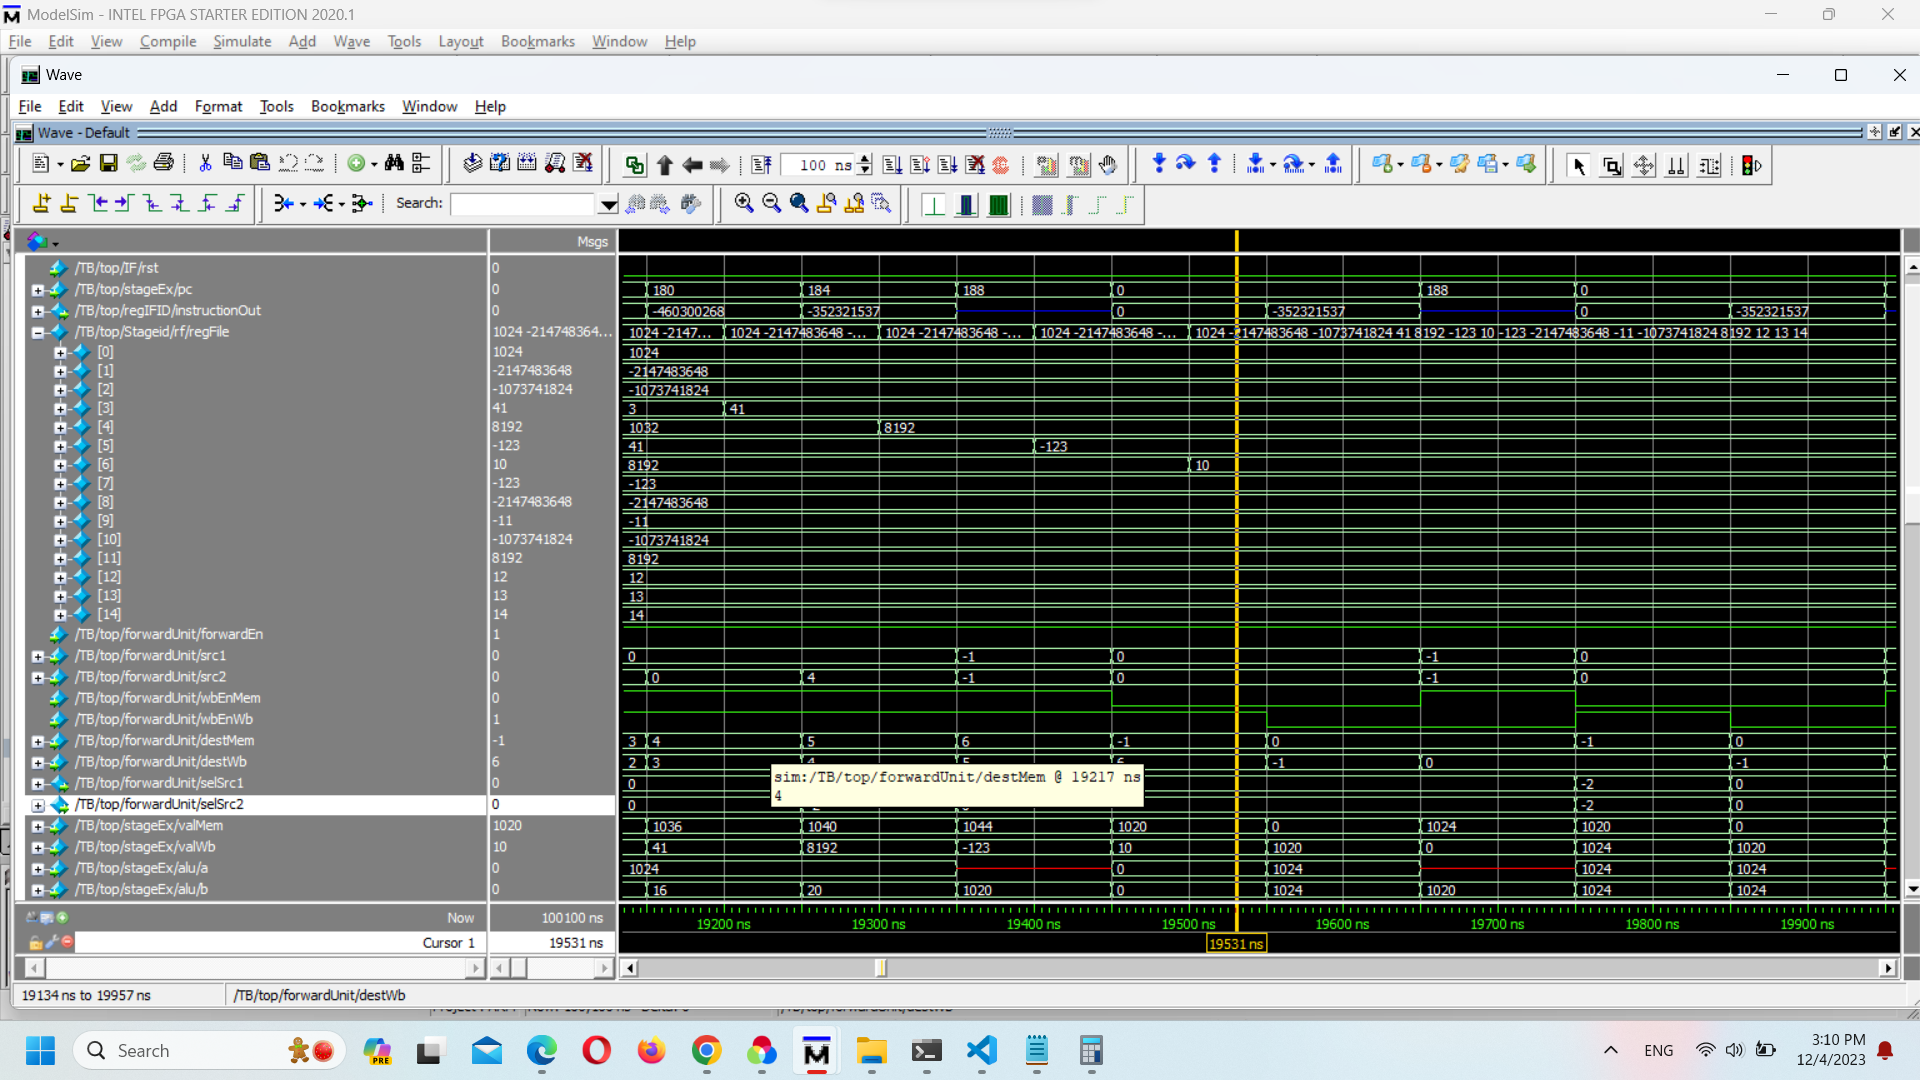 ModelSim - INTEL FPGA STARTER EDITION 2020.1
File Edit View Compile Simulate Add Wave Tools Layout Bookmarks Window Help
Wave
File Edit View Add Format Tools Bookmarks Window Help
Wave - Default
100 ns
Search:
Msgs
/TB/top/IF/rst 0
/TB/top/stageEx/pc 0 180 184 188 0 188 0
/TB/top/regIFID/instructionOut 0 -460300268 -352321537 0 -352321537 0 -352321537
/TB/top/Stageid/rf/regFile 1024 -214748364... 1024 -2147... 1024 -2147483648 -... 1024 -2147483648 -... 1024 -2147483648 -... 1024 -2147483648 -1073741824 41 8192 -123 10 -123 -2147483648 -11 -1073741824 8192 12 13 14
[0] 1024 1024
[1] -2147483648 -2147483648
[2] -1073741824 -1073741824
[3] 41 3 41
[4] 8192 1032 8192
[5] -123 41 -123
[6] 10 8192 10
[7] -123 -123
[8] -2147483648 -2147483648
[9] -11 -11
[10] -1073741824 -1073741824
[11] 8192 8192
[12] 12 12
[13] 13 13
[14] 14 14
/TB/top/forwardUnit/forwardEn 1
/TB/top/forwardUnit/src1 0 0 -1 0 -1 0
/TB/top/forwardUnit/src2 0 0 4 -1 0 -1 0
/TB/top/forwardUnit/wbEnMem 0
/TB/top/forwardUnit/wbEnWb 1
/TB/top/forwardUnit/destMem -1 3 4 5 6 -1 0 -1 0
/TB/top/forwardUnit/destWb 6 2 3 4 5 6 -1 0 -1
sim:/TB/top/forwardUnit/destMem @ 19217 ns
4
/TB/top/forwardUnit/selSrc1 0 0 -2 0
/TB/top/forwardUnit/selSrc2 0 0 -2 0
/TB/top/stageEx/valMem 1020 1036 1040 1044 1020 0 1024 1020 0
/TB/top/stageEx/valWb 10 41 8192 -123 10 1020 0 1024 1020
/TB/top/stageEx/alu/a 0 1024 0 1024 1024 1024
/TB/top/stageEx/alu/b 0 16 20 1020 0 1024 1020 1024 1024
Now 100100 ns 19200 ns 19300 ns 19400 ns 19500 ns 19600 ns 19700 ns 19800 ns 19900 ns
Cursor 1 19531 ns 19531 ns
19134 ns to 19957 ns /TB/top/forwardUnit/destWb
Search
PRE
ENG
3:10 PM
12/4/2023